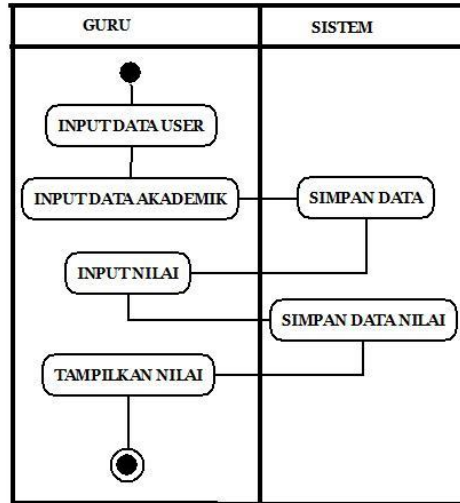 GURU
SISTEM
INPUT DATA USER
INPUT DATA AKADEMIK
SIMPAN DATA
INPUT NILAI
SIMPAN DATA NILAI
TAMPILKAN NILAI